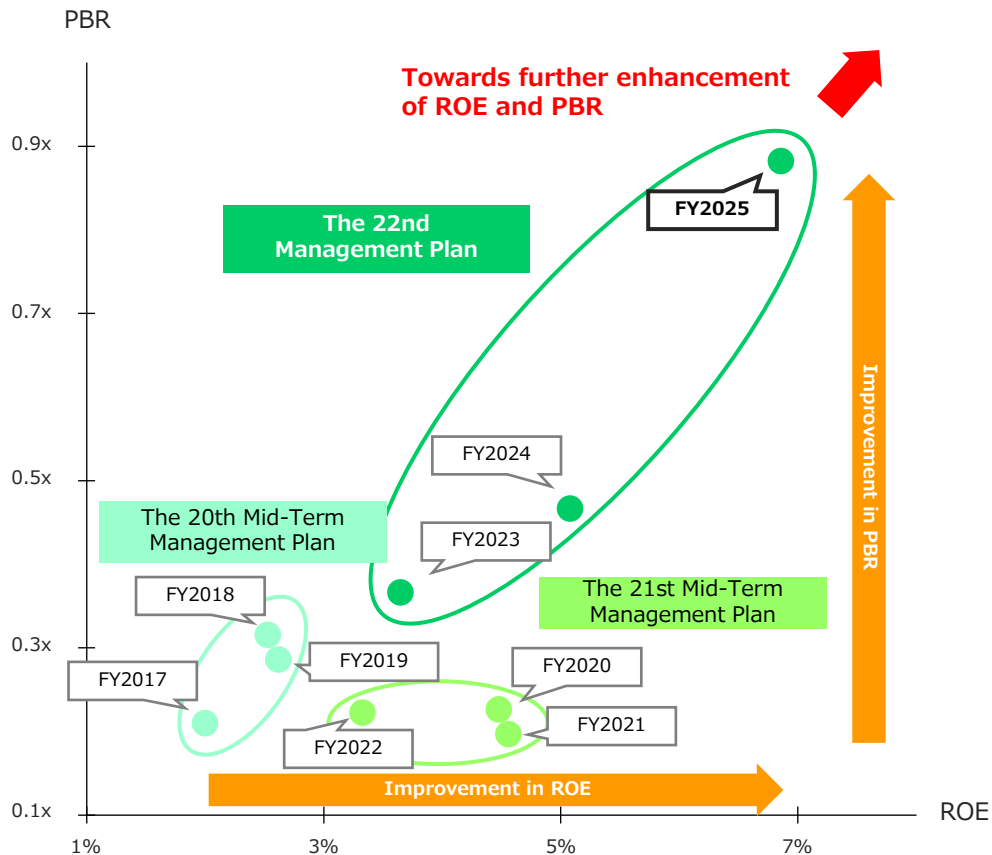 PBR
Towards further enhancement
of ROE and PBR
0.9x
FY2025
The 22nd
Management Plan
0.7x
Improvement in PBR
FY2024
0.5x
The 20th Mid-Term
Management Plan
FY2023
FY2018
The 21st Mid-Term
Management Plan
0.3x
FY2019
FY2020
FY2017
FY2022
FY2021
Improvement in ROE
0.1x
ROE
1%
3%
5%
7%